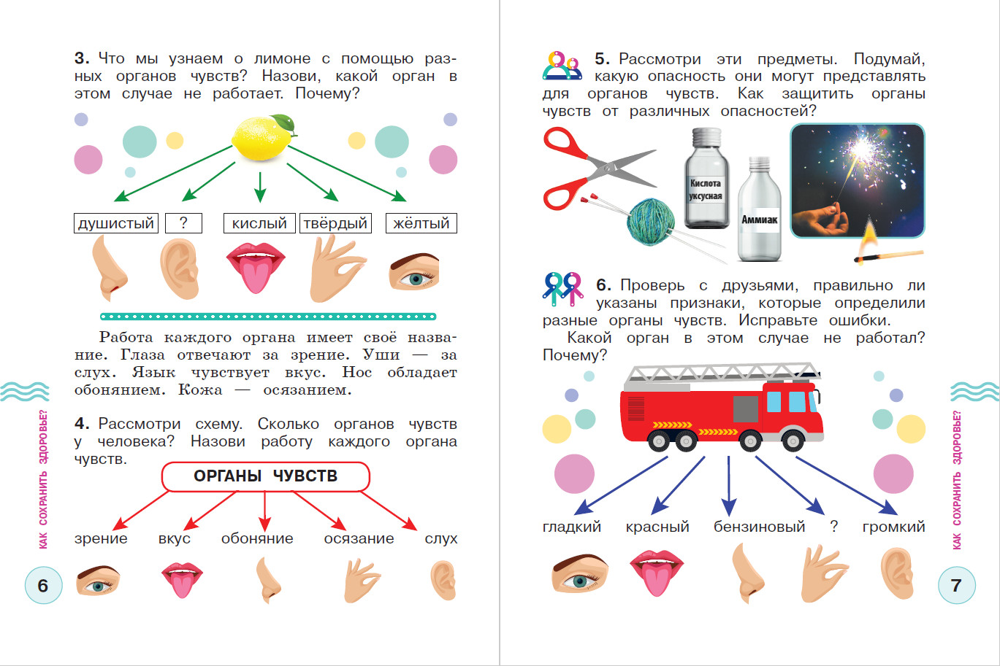 3. Что мы узнаем о лимоне с помощью раз-
ных органов чувств? Назови, какой орган в
этом случае не работает. Почему?
душистый ? кислый твёрдый жёлтый
Работа каждого органа имеет своё назва-
ние. Глаза отвечают за зрение. Уши — за
слух. Язык чувствует вкус. Нос обладает
обонянием. Кожа — осязанием.
4. Рассмотри схему. Сколько органов чувств
у человека? Назови работу каждого органа
чувств.
ОРГАНЫ ЧУВСТВ
зрение вкус обоняние осязание слух
КАК СОХРАНИТЬ ЗДОРОВЬЕ?
6
5. Рассмотри эти предметы. Подумай,
какую опасность они могут представлять
для органов чувств. Как защитить органы
чувств от различных опасностей?
Кислота
уксусная
Аммиак
6. Проверь с друзьями, правильно ли
указаны признаки, которые определили
разные органы чувств. Исправьте ошибки.
Какой орган в этом случае не работал?
Почему?
гладкий красный бензиновый ? громкий
КАК СОХРАНИТЬ ЗДОРОВЬЕ?
7